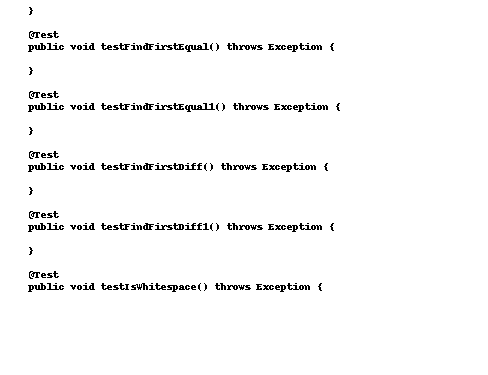 }
@Test
public void testFindFirstEqual() throws Exception {
}
@Test
public void testFindFirstEqual1() throws Exception {
}
@Test
public void testFindFirstDiff() throws Exception {
}
@Test
public void testFindFirstDiff1() throws Exception {
}
@Test
public void testIsWhitespace() throws Exception {